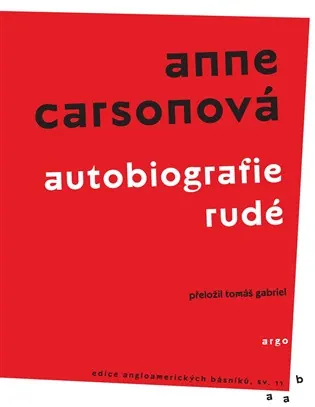 anne
carsonová
autobiografie
rudé
přeložil tomáš gabriel
argo
edice angloamerických básníků, sv. 11
b
a a